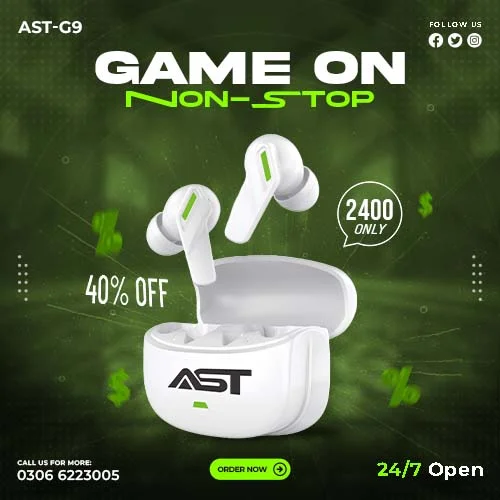 AST-G9
FOLLOW US
GAME ON
NON-STOP
2400
ONLY
$
%
40% OFF
AST
$
%
CALL US FOR MORE:
0306 6223005
ORDER NOW
24/7 Open